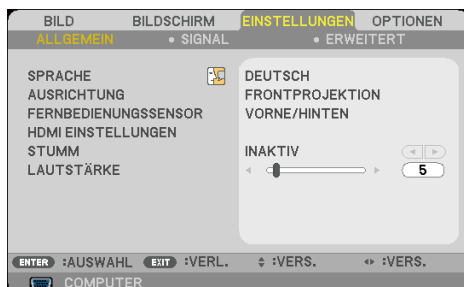 BILD BILDSCHIRM EINSTELLUNGEN OPTIONEN
ALLGEMEIN • SIGNAL • ERWEITERT
SPRACHE DEUTSCH
AUSRICHTUNG FRONTPROJEKTION
FERNBEDIENUNGSSENSOR VORNE/HINTEN
HDMI EINSTELLUNGEN
STUMM INAKTIV
LAUTSTÄRKE 5
ENTER :AUSWAHL EXIT :VERL. :VERS. :VERS.
COMPUTER